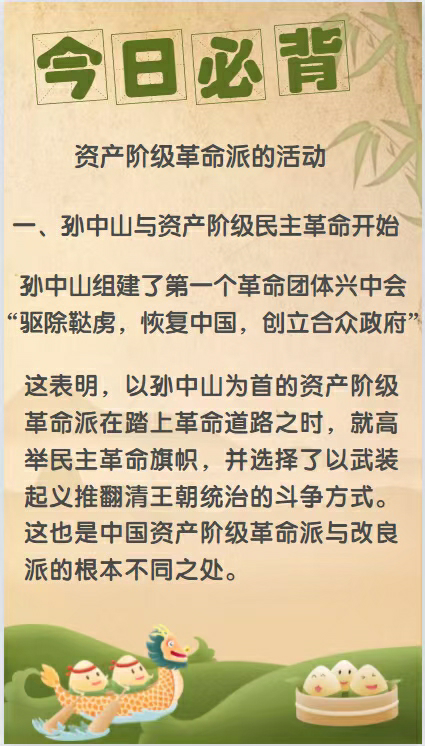 今日必背
资产阶级革命派的活动
一、孙中山与资产阶级民主革命开始
孙中山组建了第一个革命团体兴中会
“驱除鞑虏，恢复中国，创立合众政府”
这表明，以孙中山为首的资产阶级
革命派在踏上革命道路之时，就高
举民主革命旗帜，并选择了以武装
起义推翻清王朝统治的斗争方式。
这也是中国资产阶级革命派与改良
派的根本不同之处。